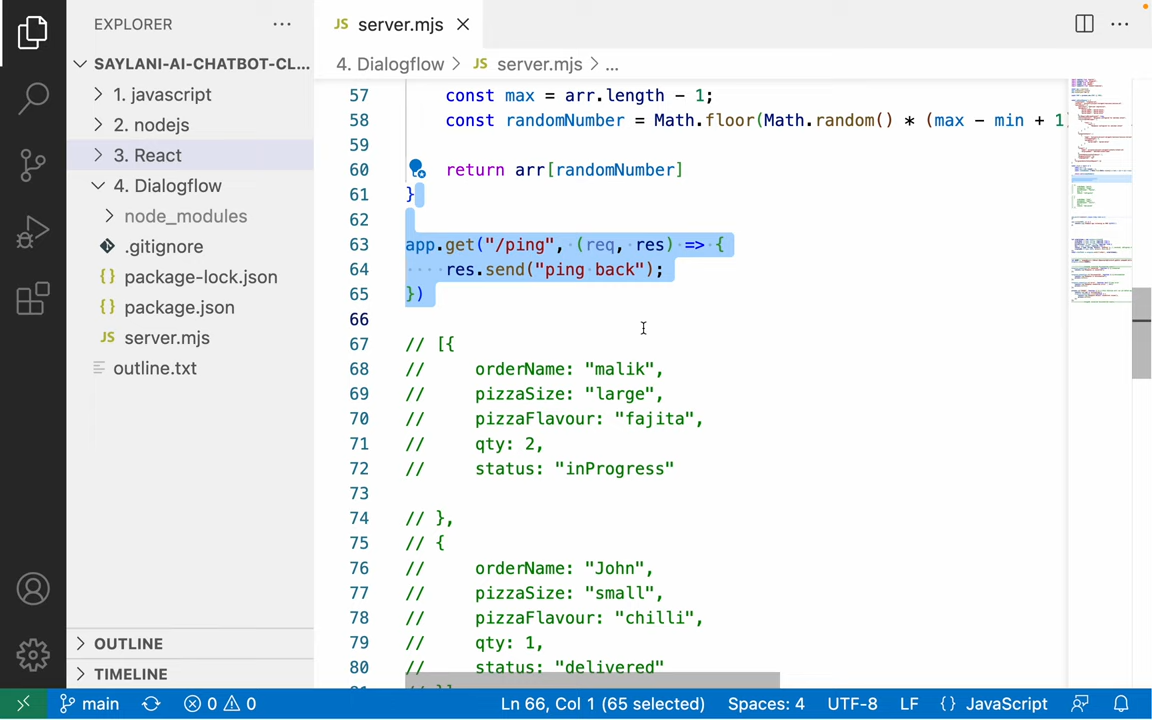 EXPLORER
SAYLANI-AI-CHATBOT-CL...
1. javascript
2. nodejs
3. React
4. Dialogflow
node_modules
.gitignore
package-lock.json
package.json
JS server.mjs
outline.txt
OUTLINE
TIMELINE
JS server.mjs
4. Dialogflow > JS server.mjs > ...
57 const max = arr.length - 1;
58 const randomNumber = Math.floor(Math.random() * (max - min + 1
59
60 return arr[randomNumber]
61 }
62
63 app.get("/ping", (req, res) => {
64 res.send("ping back");
65 })
66
67 // [{
68 // orderName: "malik",
69 // pizzaSize: "large",
70 // pizzaFlavour: "fajita",
71 // qty: 2,
72 // status: "inProgress"
73
74 // },
75 // {
76 // orderName: "John",
77 // pizzaSize: "small",
78 // pizzaFlavour: "chilli",
79 // qty: 1,
80 // status: "delivered"
main 0 0 Ln 66, Col 1 (65 selected) Spaces: 4 UTF-8 LF {} JavaScript